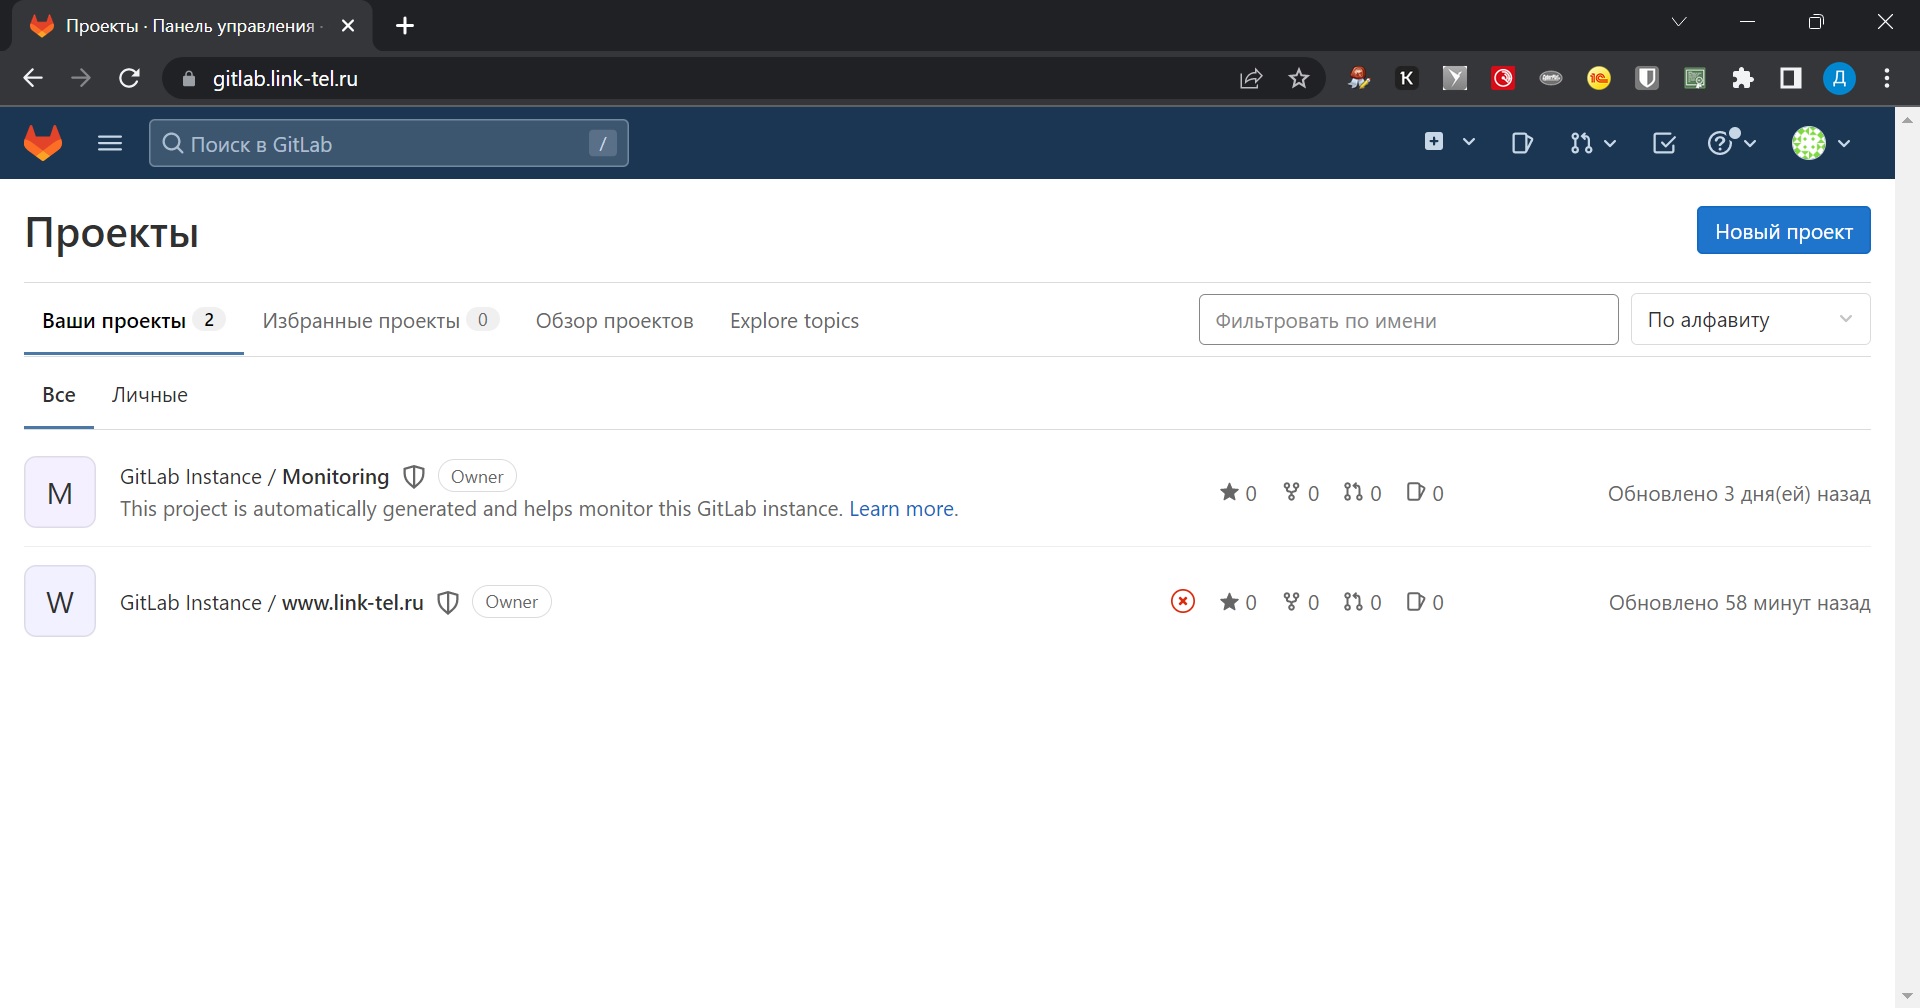 Проекты · Панель управления ·
gitlab.link-tel.ru
Д
Поиск в GitLab /
Проекты
Новый проект
Ваши проекты 2 Избранные проекты 0 Обзор проектов Explore topics Фильтровать по имени По алфавиту
Все Личные
M GitLab Instance / Monitoring Owner 0 0 0 0 Обновлено 3 дня(ей) назад
This project is automatically generated and helps monitor this GitLab instance. Learn more.
W GitLab Instance / www.link-tel.ru Owner 0 0 0 0 Обновлено 58 минут назад